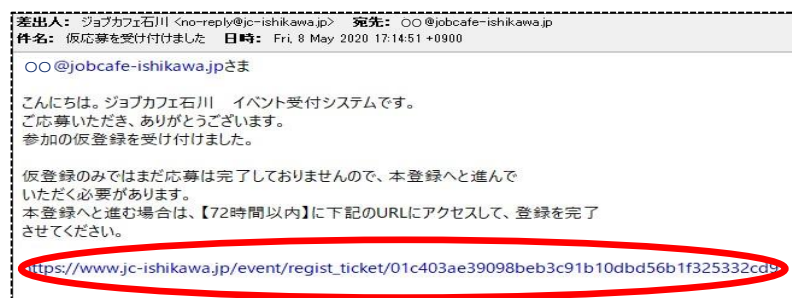 差出人： ジョブカフェ石川 <no-reply@jc-ishikawa.jp> 宛先： ○○@jobcafe-ishikawa.jp
件名： 仮応募を受け付けました 日時： Fri, 8 May 2020 17:14:51 +0900
○○@jobcafe-ishikawa.jpさま
こんにちは。ジョブカフェ石川　イベント受付システムです。
ご応募いただき、ありがとうございます。
参加の仮登録を受け付けました。
仮登録のみではまだ応募は完了しておりませんので、本登録へと進んで
いただく必要があります。
本登録へと進む場合は、【72時間以内】に下記のURLにアクセスして、登録を完了
させてください。
https://www.jc-ishikawa.jp/event/regist_ticket/01c403ae39098beb3c91b10dbd56b1f325332cd9